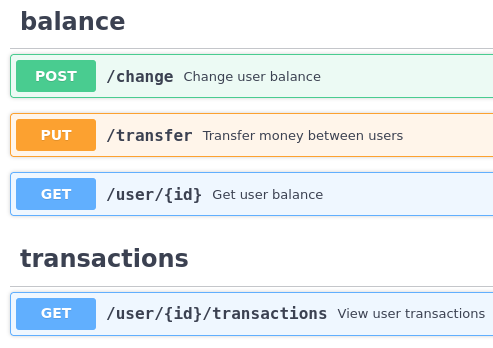 balance
POST /change Change user balance
PUT /transfer Transfer money between users
GET /user/{id} Get user balance
transactions
GET /user/{id}/transactions View user transactions